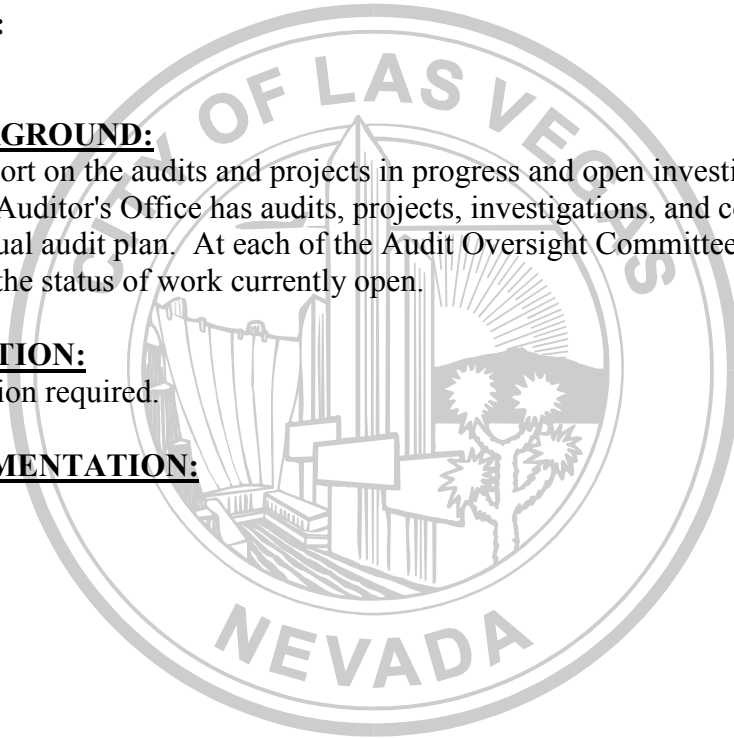 :
CITY OF LAS VEGAS
GROUND:
ort on the audits and projects in progress and open investi
Auditor's Office has audits, projects, investigations, and c
ual audit plan.  At each of the Audit Oversight Committee
the status of work currently open.
TION:
ion required.
MENTATION:
NEVADA